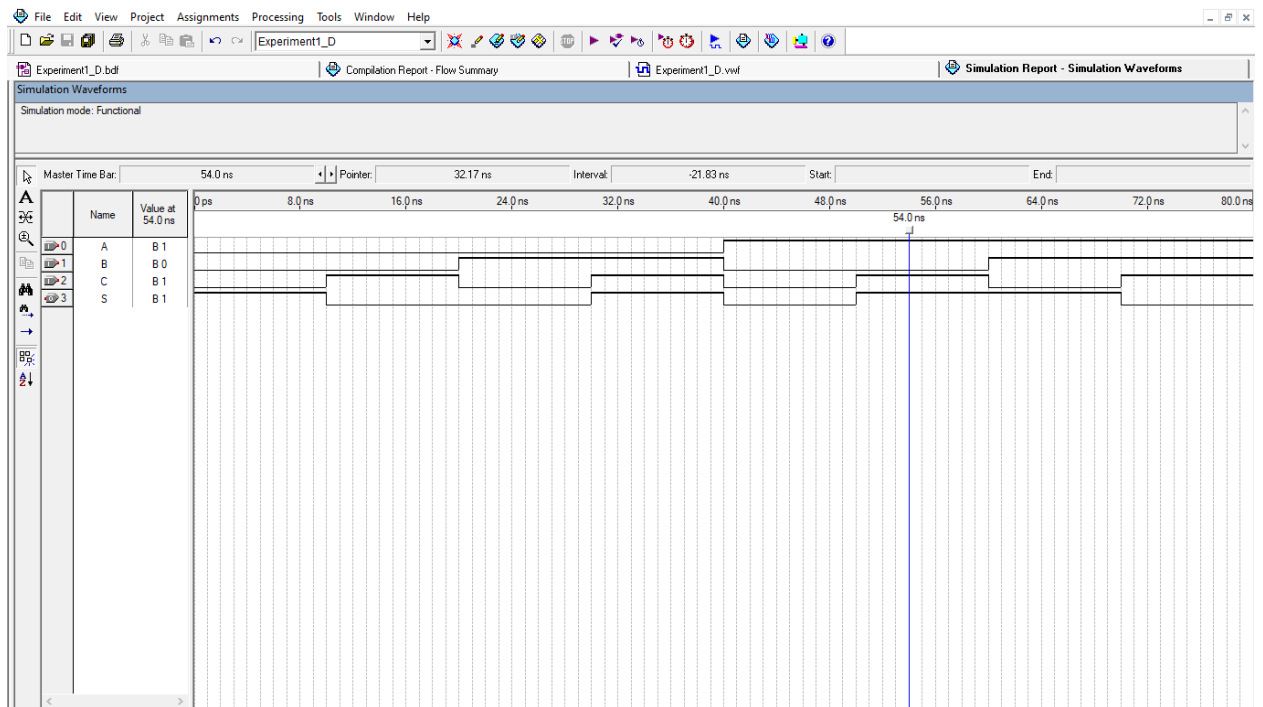 File Edit View Project Assignments Processing Tools Window Help
Experiment1_D
STOP
Experiment1_D.bdf Compilation Report - Flow Summary Experiment1_D.vwf Simulation Report - Simulation Waveforms
Simulation Waveforms
Simulation mode: Functional
Master Time Bar: 54.0 ns Pointer: 32.17 ns Interval: -21.83 ns Start: End:
Name Value at 54.0 ns 0 ps 8.0 ns 16.0 ns 24.0 ns 32.0 ns 40.0 ns 48.0 ns 56.0 ns 64.0 ns 72.0 ns 80.0 ns
54.0 ns
0 A B 1
1 B B 0
2 C B 1
3 S B 1